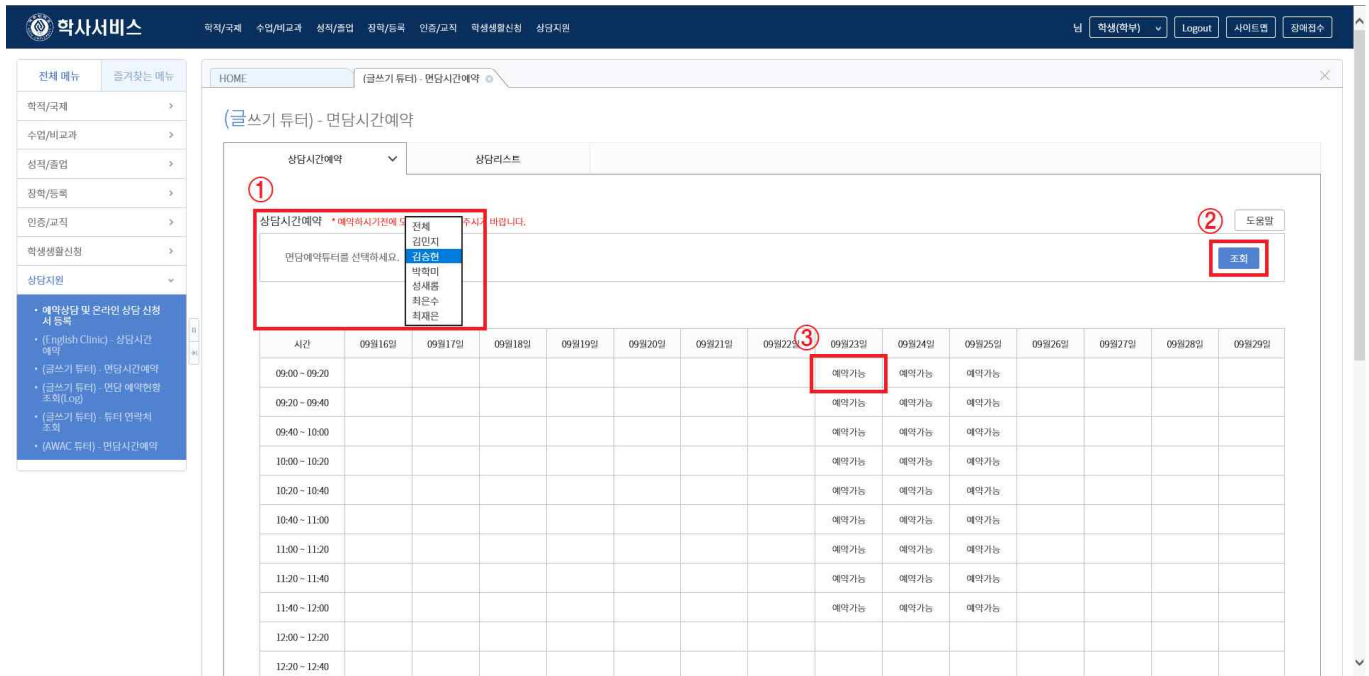 학사서비스
학적/국제 수업/비교과 성적/졸업 장학/등록 인증/교직 학생생활신청 상담지원
님 학생(학부) Logout 사이트맵 장애접수
전체 메뉴 즐겨찾는 메뉴
학적/국제
수업/비교과
성적/졸업
장학/등록
인증/교직
학생생활신청
상담지원
• 예약상담 및 온라인 상담 신청
서 등록
• (English Clinic) - 상담시간
예약
• (글쓰기 튜터) - 면담시간예약
• (글쓰기 튜터) - 면담 예약현황
조회(Log)
• (글쓰기 튜터) - 튜터 연락처
조회
• (AWAC 튜터) - 면담시간예약
HOME (글쓰기 튜터) - 면담시간예약
(글쓰기 튜터) - 면담시간예약
상담시간예약 상담리스트
①
상담시간예약 * 예약하시기전에 주시기 바랍니다.
② 도움말
면담예약튜터를 선택하세요.
조회
전체
김민지
김승현
박학미
성새롬
최은수
최재은
③
시간 09월16일 09월17일 09월18일 09월19일 09월20일 09월21일 09월22일 09월23일 09월24일 09월25일 09월26일 09월27일 09월28일 09월29일
09:00 ~ 09:20 예약가능 예약가능 예약가능
09:20 ~ 09:40 예약가능 예약가능 예약가능
09:40 ~ 10:00 예약가능 예약가능 예약가능
10:00 ~ 10:20 예약가능 예약가능 예약가능
10:20 ~ 10:40 예약가능 예약가능 예약가능
10:40 ~ 11:00 예약가능 예약가능 예약가능
11:00 ~ 11:20 예약가능 예약가능 예약가능
11:20 ~ 11:40 예약가능 예약가능 예약가능
11:40 ~ 12:00 예약가능 예약가능 예약가능
12:00 ~ 12:20
12:20 ~ 12:40